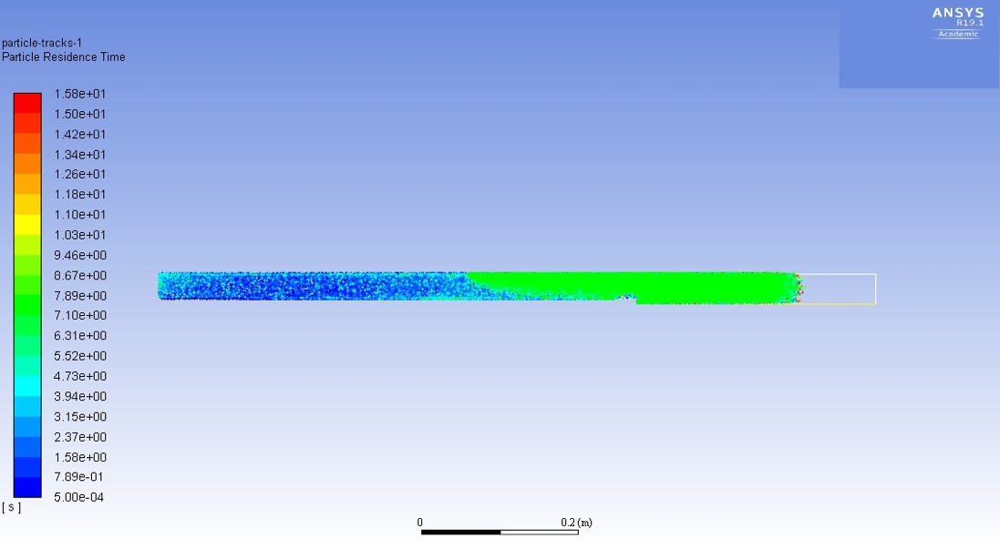 ANSYS
R19.1
Academic
particle-tracks-1
Particle Residence Time
1.58e+01
1.50e+01
1.42e+01
1.34e+01
1.26e+01
1.18e+01
1.10e+01
1.03e+01
9.46e+00
8.67e+00
7.89e+00
7.10e+00
6.31e+00
5.52e+00
4.73e+00
3.94e+00
3.15e+00
2.37e+00
1.58e+00
7.89e-01
5.00e-04
[ s ]
0 0.2 (m)